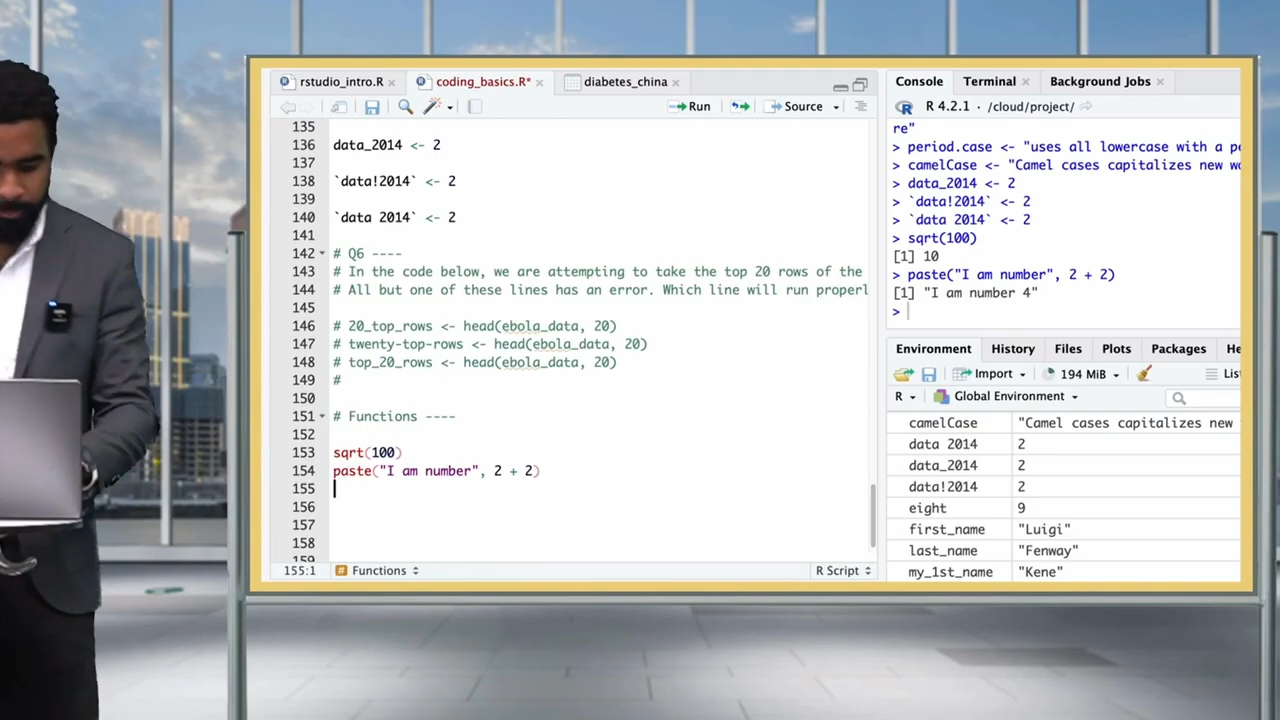 rstudio_intro.R
coding_basics.R*
diabetes_china
Run
Source
135
136 data_2014 <- 2
137
138 `data!2014` <- 2
139
140 `data 2014` <- 2
141
142 # Q6 ----
143 # In the code below, we are attempting to take the top 20 rows of the
144 # All but one of these lines has an error. Which line will run properl
145
146 # 20_top_rows <- head(ebola_data, 20)
147 # twenty-top-rows <- head(ebola_data, 20)
148 # top_20_rows <- head(ebola_data, 20)
149 #
150
151 # Functions ----
152
153 sqrt(100)
154 paste("I am number", 2 + 2)
155
156
157
158
159
155:1 # Functions R Script
Console Terminal Background Jobs
R 4.2.1 · /cloud/project/
re"
> period.case <- "uses all lowercase with a pe
> camelCase <- "Camel cases capitalizes new wo
> data_2014 <- 2
> `data!2014` <- 2
> `data 2014` <- 2
> sqrt(100)
[1] 10
> paste("I am number", 2 + 2)
[1] "I am number 4"
>
Environment History Files Plots Packages He
Import 194 MiB List
R Global Environment
camelCase "Camel cases capitalizes new
data 2014 2
data_2014 2
data!2014 2
eight 9
first_name "Luigi"
last_name "Fenway"
my_1st_name "Kene"